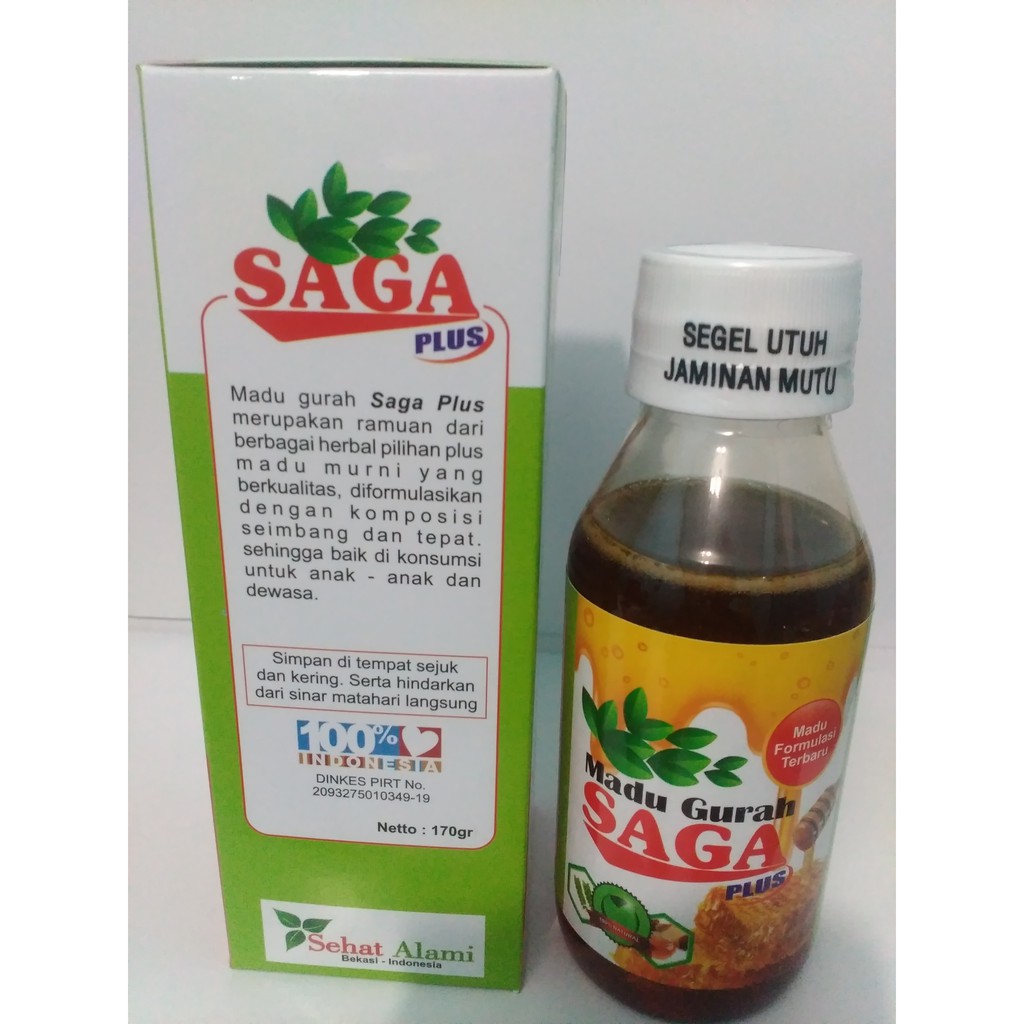 SAGA
PLUS
Madu gurah Saga Plus
merupakan ramuan dari
berbagai herbal pilihan plus
madu murni yang
berkualitas, diformulasikan
dengan komposisi
seimbang dan tepat.
sehingga baik di konsumsi
untuk anak - anak dan
dewasa.
Simpan di tempat sejuk
dan kering. Serta hindarkan
dari sinar matahari langsung
100%
INDONESIA
DINKES PIRT No.
2093275010349-19
Netto : 170gr
Sehat Alami
Bekasi - Indonesia
SEGEL UTUH
JAMINAN MUTU
Madu
Formulasi
Terbaru
Madu Gurah
SAGA
PLUS
100% NATURAL